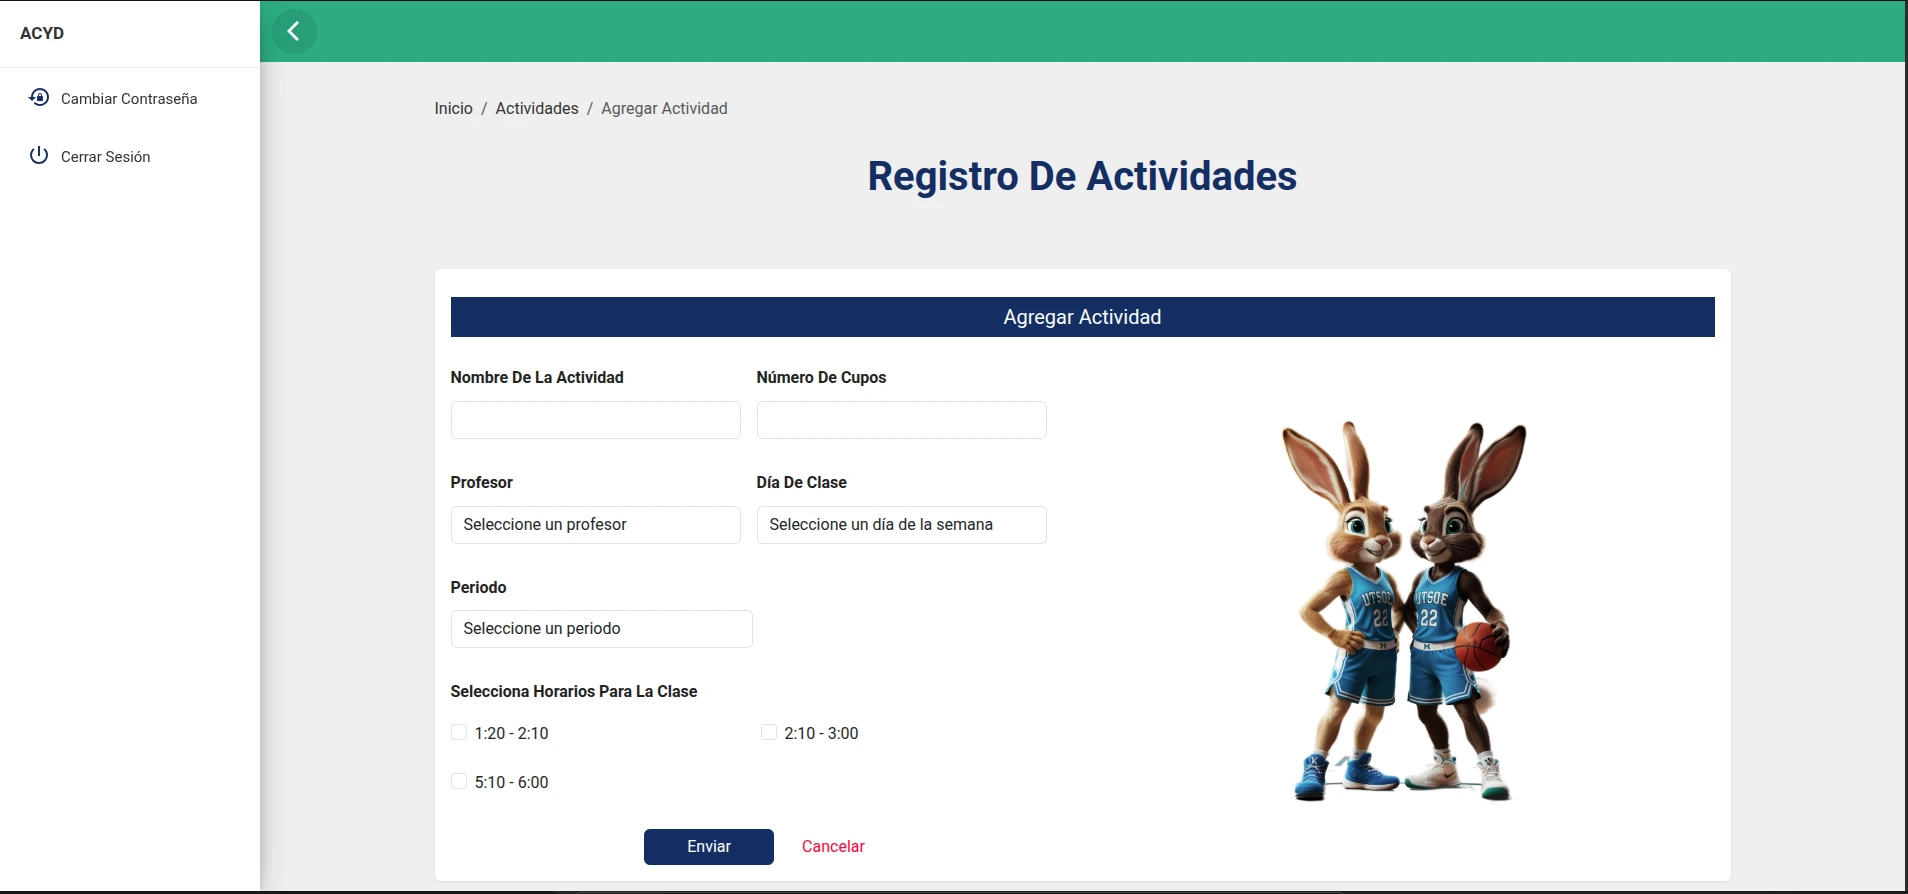 ACYD
Cambiar Contraseña
Cerrar Sesión
Inicio / Actividades / Agregar Actividad
Registro De Actividades
Agregar Actividad
Nombre De La Actividad
Número De Cupos
Profesor
Día De Clase
Seleccione un profesor
Seleccione un día de la semana
Periodo
Seleccione un periodo
Selecciona Horarios Para La Clase
1:20 - 2:10
2:10 - 3:00
5:10 - 6:00
Enviar
Cancelar
UTSOE
22
UTSOE
22